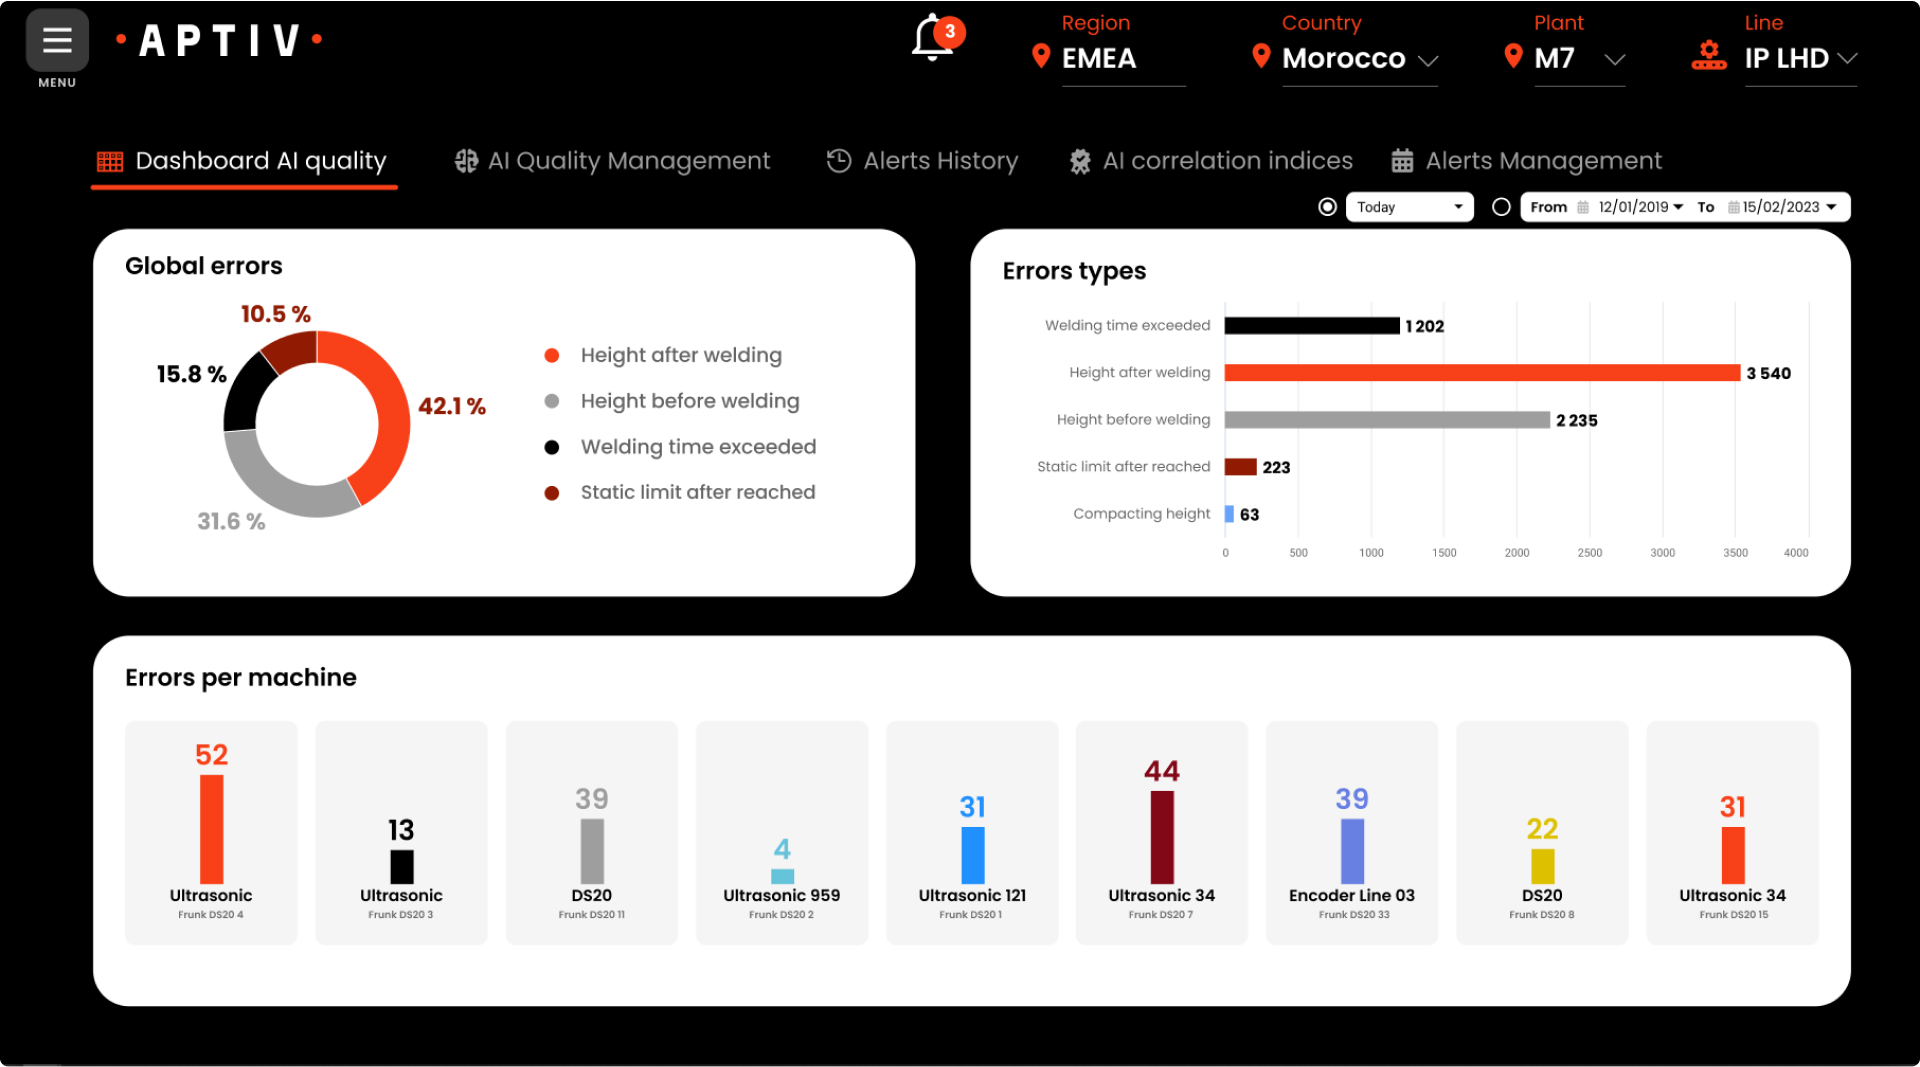 MENU
APTIV
3
Region
EMEA
Country
Morocco
Plant
M7
Line
IP LHD
Dashboard AI quality
AI Quality Management
Alerts History
AI correlation indices
Alerts Management
Today
From 12/01/2019 To 15/02/2023
Global errors
10.5 %
15.8 %
42.1 %
31.6 %
Height after welding
Height before welding
Welding time exceeded
Static limit after reached
Errors types
Welding time exceeded 1 202
Height after welding 3 540
Height before welding 2 235
Static limit after reached 223
Compacting height 63
0 500 1000 1500 2000 2500 3000 3500 4000
Errors per machine
52
Ultrasonic
Frunk DS20 4
13
Ultrasonic
Frunk DS20 3
39
DS20
Frunk DS20 11
4
Ultrasonic 959
Frunk DS20 2
31
Ultrasonic 121
Frunk DS20 1
44
Ultrasonic 34
Frunk DS20 7
39
Encoder Line 03
Frunk DS20 33
22
DS20
Frunk DS20 8
31
Ultrasonic 34
Frunk DS20 15